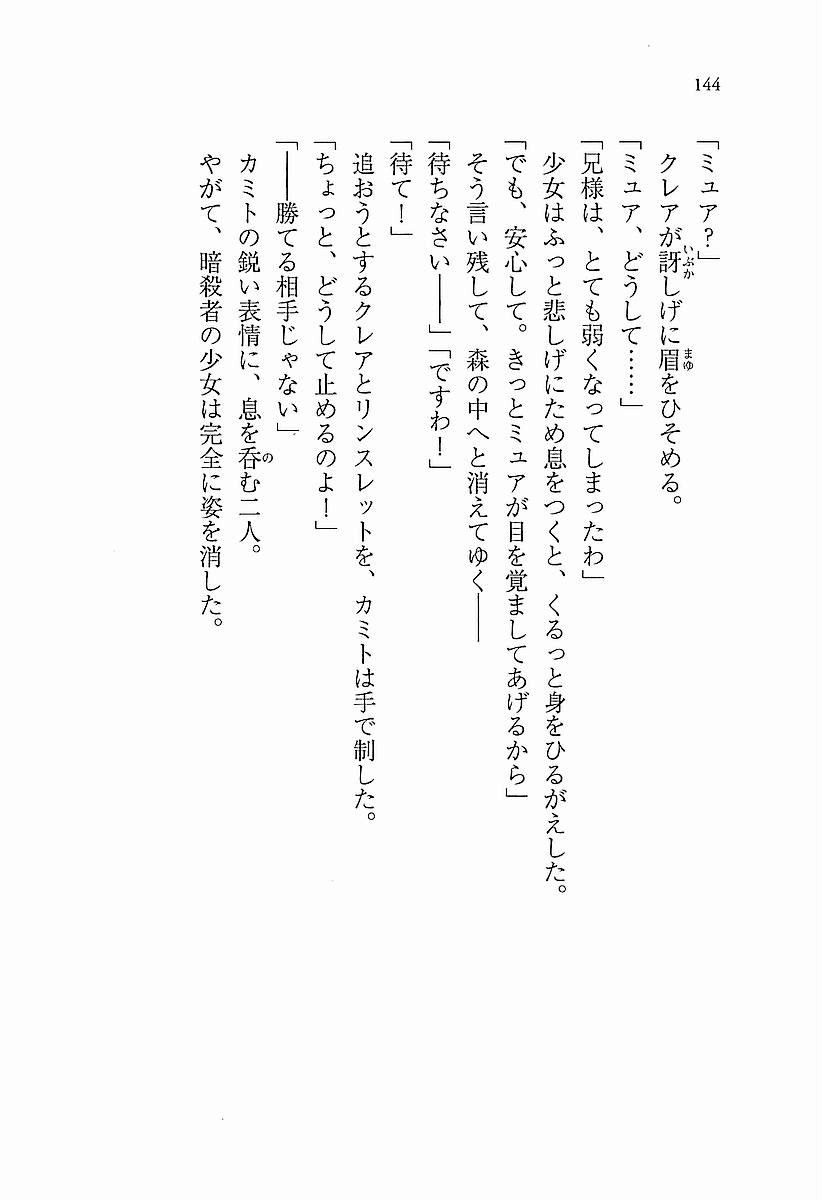 144
「ミュア?」
クレアが訝しげに眉をひそめる。
「ミュア、どうして……」
「兄様は、とても弱くなってしまったわ」
少女はふっと悲しげにため息をつくと、くるっと身をひるがえした。
「でも、安心して。きっとミュアが目を覚ましてあげるから」
そう言い残して、森の中へと消えてゆく――
「待ちなさい――」「ですわ!」
「待て!」
追おうとするクレアとリンスレットを、カミトは手で制した。
「ちょっと、どうして止めるのよ!」
「――勝てる相手じゃない」
カミトの鋭い表情に、息を呑む二人。
やがて、暗殺者の少女は完全に姿を消した。